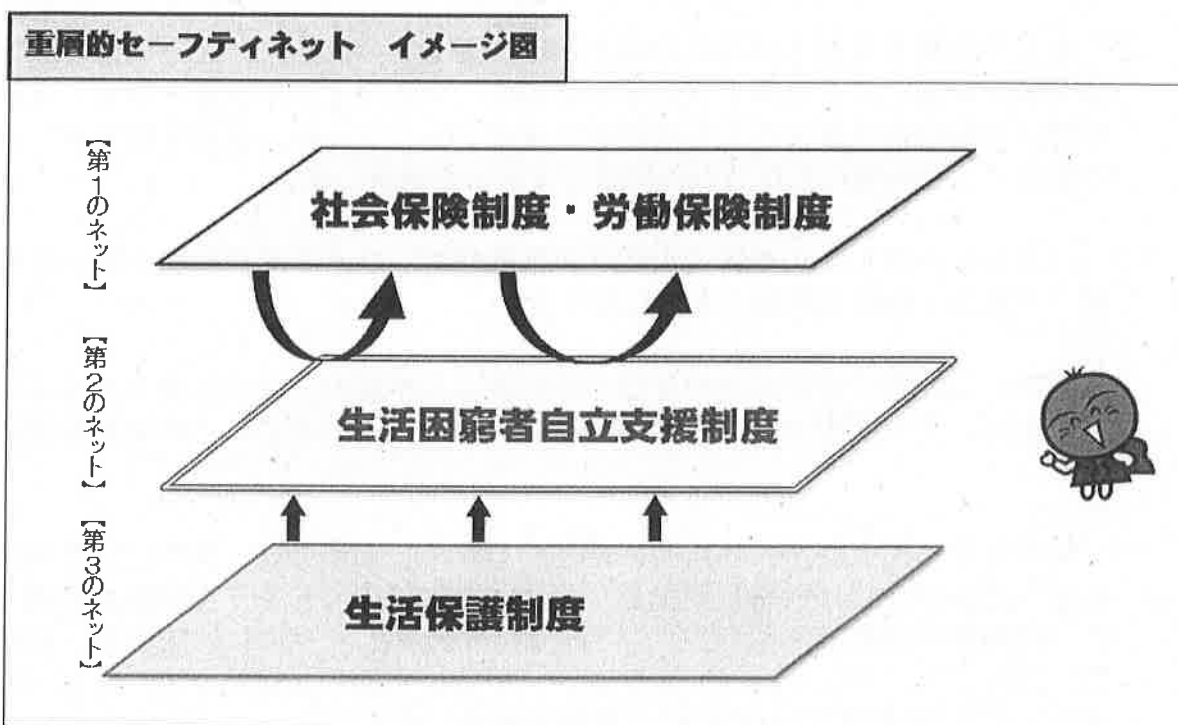 重層的セーフティネット　イメージ図
【第1のネット】
社会保険制度・労働保険制度
【第2のネット】
生活困窮者自立支援制度
【第3のネット】
生活保護制度